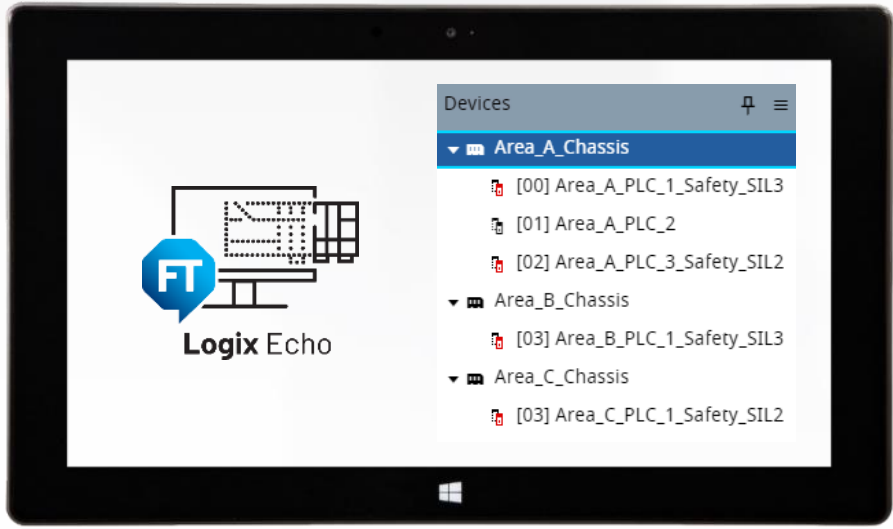 FT
Logix Echo
Devices
Area_A_Chassis
[00] Area_A_PLC_1_Safety_SIL3
[01] Area_A_PLC_2
[02] Area_A_PLC_3_Safety_SIL2
Area_B_Chassis
[03] Area_B_PLC_1_Safety_SIL3
Area_C_Chassis
[03] Area_C_PLC_1_Safety_SIL2